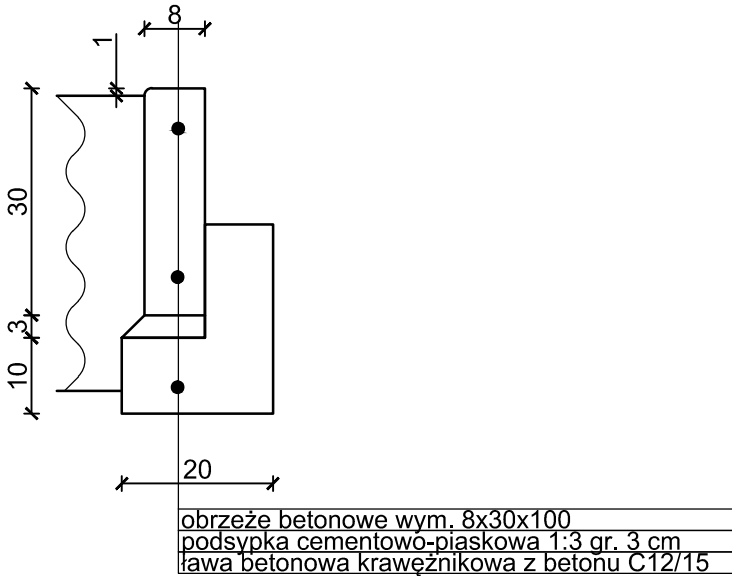 8
1
30
3
10
20
obrzeże betonowe wym. 8x30x100
podsypka cementowo-piaskowa 1:3 gr. 3 cm
ława betonowa krawężnikowa z betonu C12/15